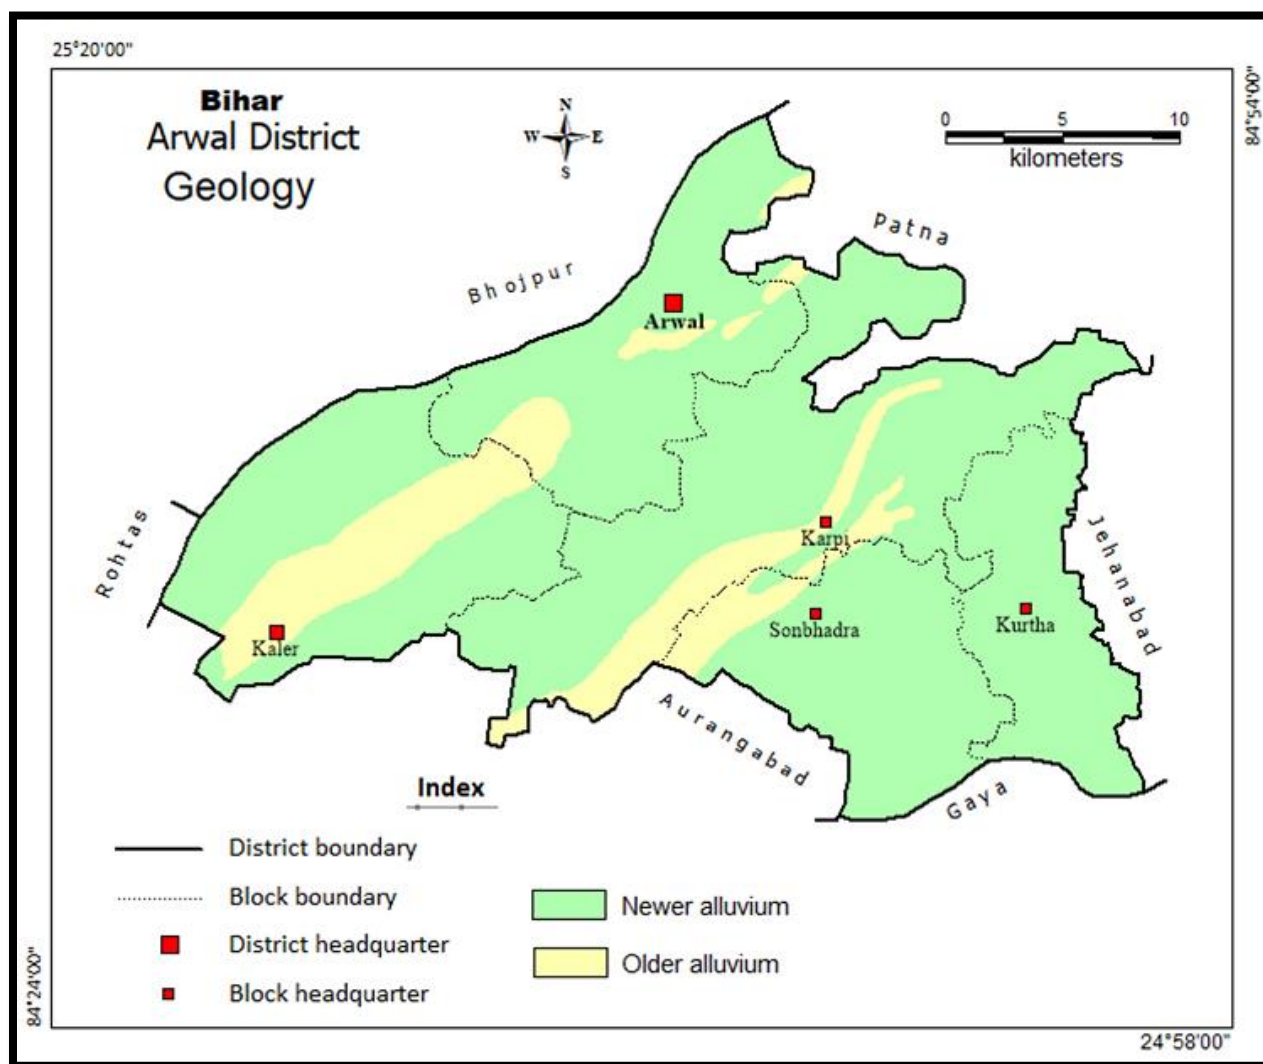 25°20'00"
84°54'00"
Bihar
Arwal District
Geology
N
W E
S
0 5 10
kilometers
Patna
Bhojpur
Arwal
Rohtas
Karpi
Jehanabad
Kaler
Sonbhadra
Kurtha
Aurangabad
Gaya
Index
District boundary
Block boundary
District headquarter
Block headquarter
Newer alluvium
Older alluvium
84°24'00"
24°58'00"